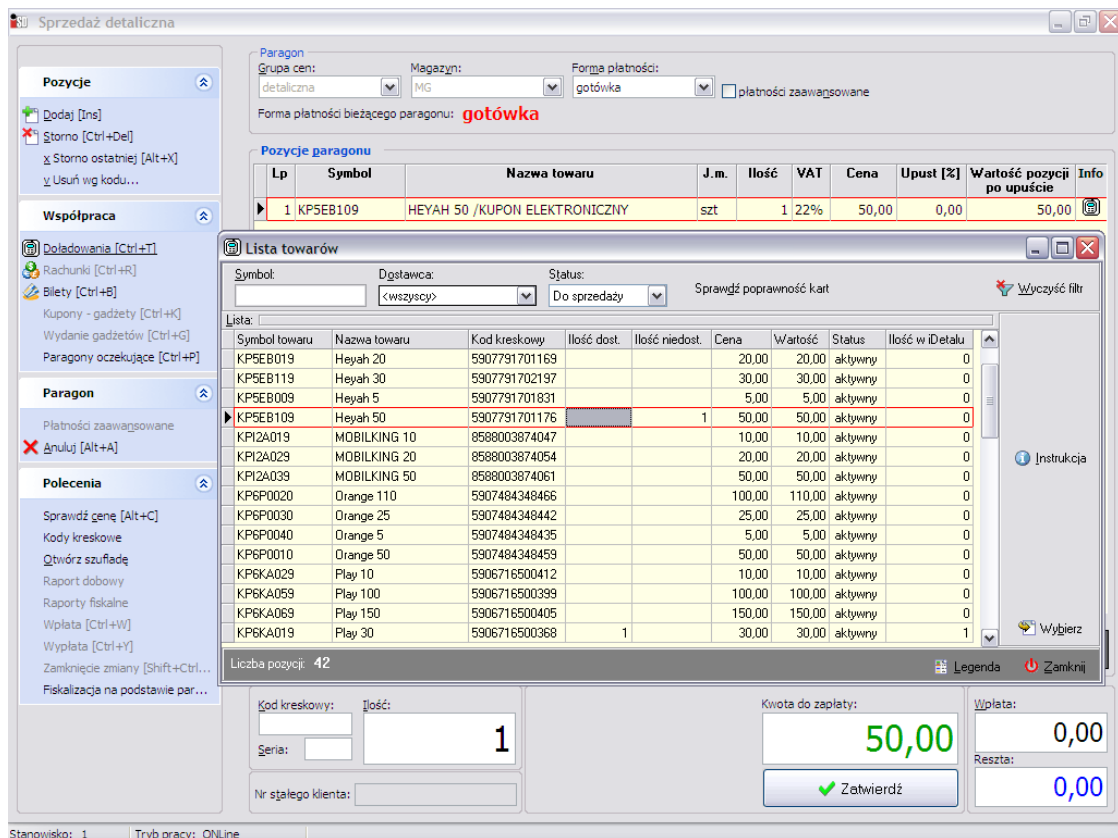 Sprzedaż detaliczna
Pozycje
Dodaj [Ins]
Storno [Ctrl+Del]
x Storno ostatniej [Alt+X]
y Usuń wg kodu...
Współpraca
Doładowania [Ctrl+T]
Rachunki [Ctrl+R]
Bilety [Ctrl+B]
Kupony - gadżety [Ctrl+K]
Wydanie gadżetów [Ctrl+G]
Paragony oczekujące [Ctrl+P]
Paragon
Płatności zaawansowane
Anuluj [Alt+A]
Polecenia
Sprawdź cenę [Alt+C]
Kody kreskowe
Otwórz szufladę
Raport dobowy
Raporty fiskalne
Wpłata [Ctrl+W]
Wypłata [Ctrl+Y]
Zamknięcie zmiany [Shift+Ctrl...
Fiskalizacja na podstawie par...
Paragon
Grupa cen: Magazyn: Forma płatności:
detaliczna MG gotówka płatności zaawansowane
Forma płatności bieżącego paragonu: gotówka
Pozycje paragonu
Lp Symbol Nazwa towaru J.m. Ilość VAT Cena Upust [%] Wartość pozycji po upuście Info
1 KP5EB109 HEYAH 50 /KUPON ELEKTRONICZNY szt 1 22% 50,00 0,00 50,00
Lista towarów
Symbol: Dostawca: Status:
<wszyscy> Do sprzedaży Sprawdź poprawność kart Wyczyść filtr
Lista:
Symbol towaru Nazwa towaru Kod kreskowy Ilość dost. Ilość niedost. Cena Wartość Status Ilość w iDetalu
KP5EB019 Heyah 20 5907791701169 20,00 20,00 aktywny 0
KP5EB119 Heyah 30 5907791702197 30,00 30,00 aktywny 0
KP5EB009 Heyah 5 5907791701831 5,00 5,00 aktywny 0
KP5EB109 Heyah 50 5907791701176 1 50,00 50,00 aktywny 0
KPI2A019 MOBILKING 10 8588003874047 10,00 10,00 aktywny 0
KPI2A029 MOBILKING 20 8588003874054 20,00 20,00 aktywny 0
KPI2A039 MOBILKING 50 8588003874061 50,00 50,00 aktywny 0
KP6P0020 Orange 110 5907484348466 100,00 110,00 aktywny 0
KP6P0030 Orange 25 5907484348442 25,00 25,00 aktywny 0
KP6P0040 Orange 5 5907484348435 5,00 5,00 aktywny 0
KP6P0010 Orange 50 5907484348459 50,00 50,00 aktywny 0
KP6KA029 Play 10 5906716500412 10,00 10,00 aktywny 0
KP6KA059 Play 100 5906716500399 100,00 100,00 aktywny 0
KP6KA069 Play 150 5906716500405 150,00 150,00 aktywny 0
KP6KA019 Play 30 5906716500368 1 30,00 30,00 aktywny 1
Instrukcja
Wybierz
Liczba pozycji: 42 Legenda Zamknij
Kod kreskowy: Ilość:
1
Seria:
Nr stałego klienta:
Kwota do zapłaty:
50,00
Zatwierdź
Wpłata:
0,00
Reszta:
0,00
Stanowisko: 1 Tryb pracy: ONLine